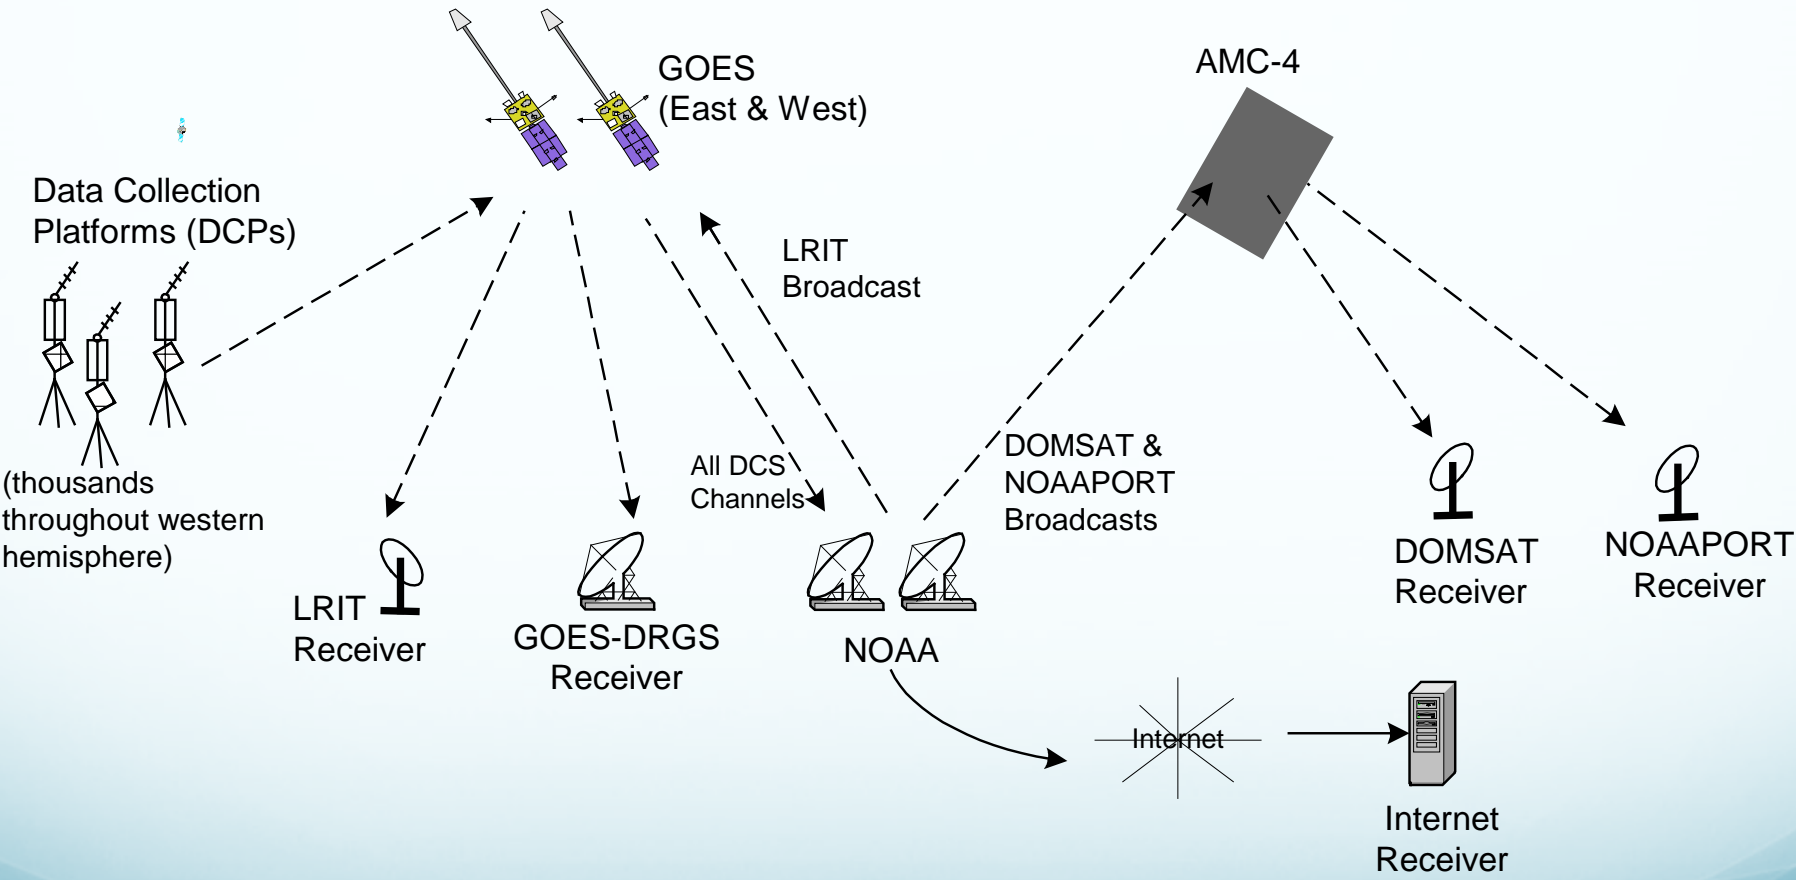 GOES
(East & West)
AMC-4
Data Collection
Platforms (DCPs)
LRIT
Broadcast
All DCS
Channels
DOMSAT &
NOAAPORT
Broadcasts
(thousands
throughout western
hemisphere)
LRIT
Receiver
GOES-DRGS
Receiver
NOAA
DOMSAT
Receiver
NOAAPORT
Receiver
Internet
Internet
Receiver